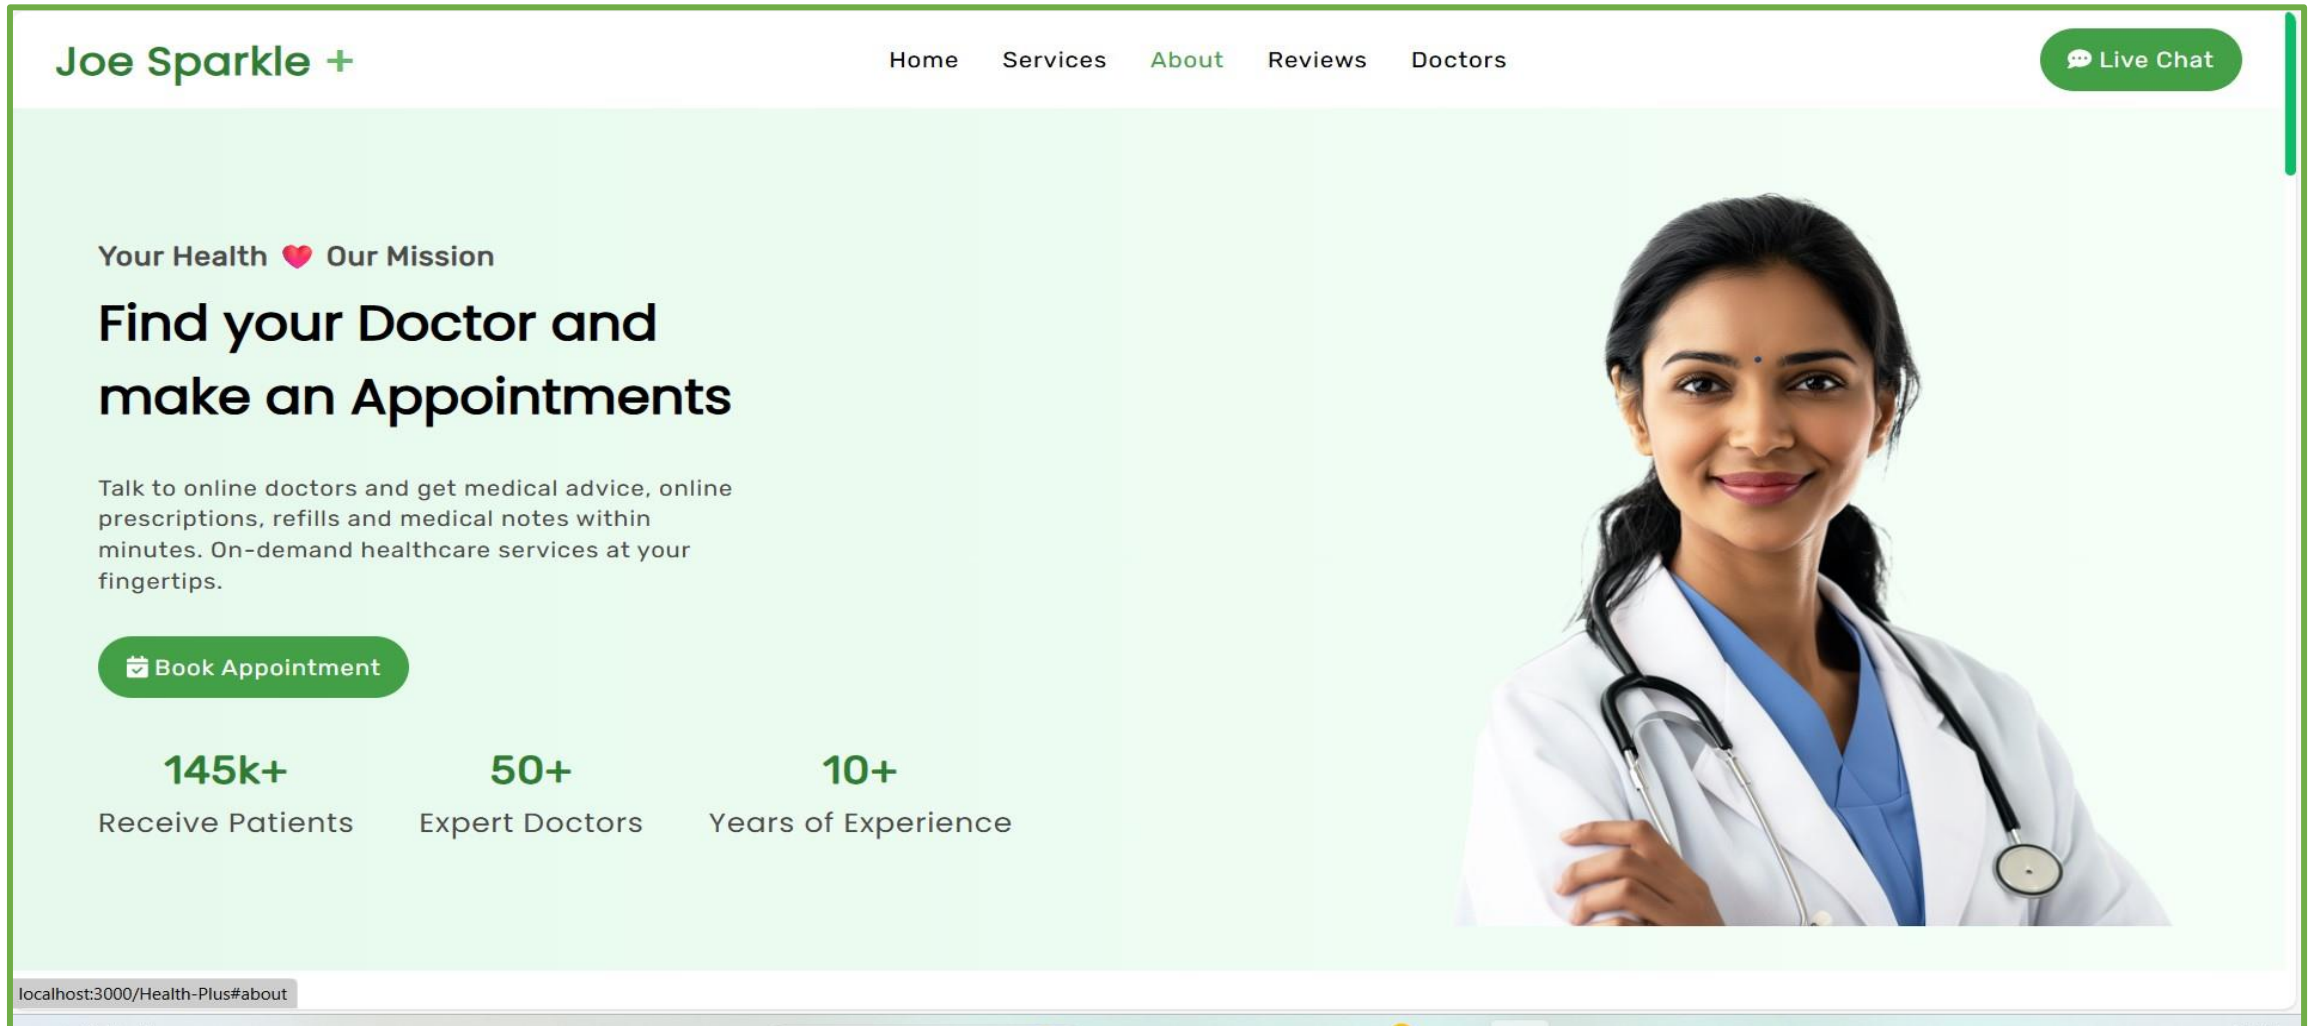 Joe Sparkle +
Home Services About Reviews Doctors
Live Chat
Your Health ❤️ Our Mission
Find your Doctor and
make an Appointments
Talk to online doctors and get medical advice, online
prescriptions, refills and medical notes within
minutes. On-demand healthcare services at your
fingertips.
Book Appointment
145k+ 50+ 10+
Receive Patients Expert Doctors Years of Experience
localhost:3000/Health-Plus#about